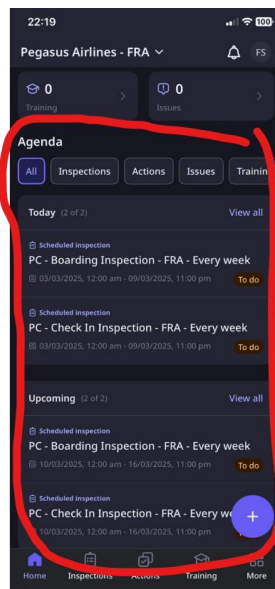 22:19
100
Pegasus Airlines - FRA
FS
0
Training
0
Issues
Agenda
All
Inspections
Actions
Issues
Trainin
Today (2 of 2)
View all
Scheduled inspection
PC - Boarding Inspection - FRA - Every week
03/03/2025, 12:00 am - 09/03/2025, 11:00 pm
To do
Scheduled inspection
PC - Check In Inspection - FRA - Every week
03/03/2025, 12:00 am - 09/03/2025, 11:00 pm
To do
Upcoming (2 of 2)
View all
Scheduled inspection
PC - Boarding Inspection - FRA - Every week
10/03/2025, 12:00 am - 16/03/2025, 11:00 pm
To do
Scheduled inspection
PC - Check In Inspection - FRA - Every we
10/03/2025, 12:00 am - 16/03/2025, 11:00 pm
Home
Inspections
Actions
Training
More